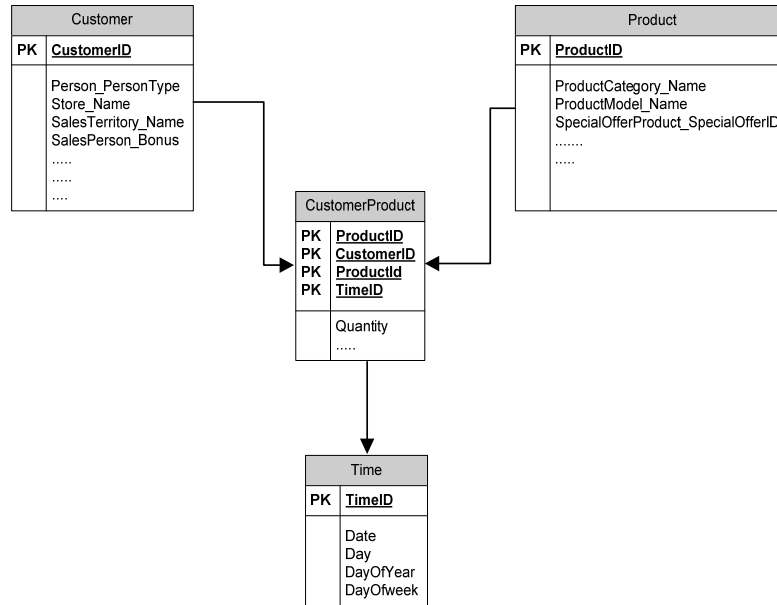 Customer
PK CustomerID
Person_PersonType
Store_Name
SalesTerritory_Name
SalesPerson_Bonus
.....
.....
....
Product
PK ProductID
ProductCategory_Name
ProductModel_Name
SpecialOfferProduct_SpecialOfferID
.......
.....
CustomerProduct
PK ProductID
PK CustomerID
PK ProductId
PK TimeID
Quantity
.....
Time
PK TimeID
Date
Day
DayOfYear
DayOfweek